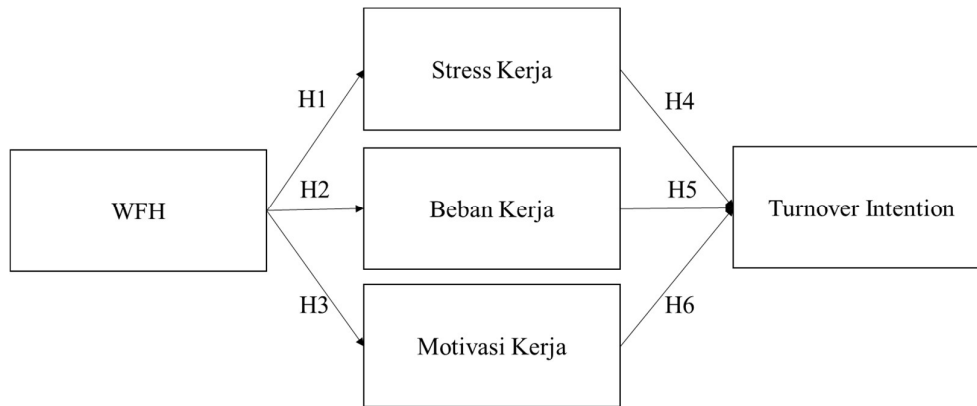 Stress Kerja
H1
H4
WFH
H2
Beban Kerja
H5
Turnover Intention
H3
Motivasi Kerja
H6